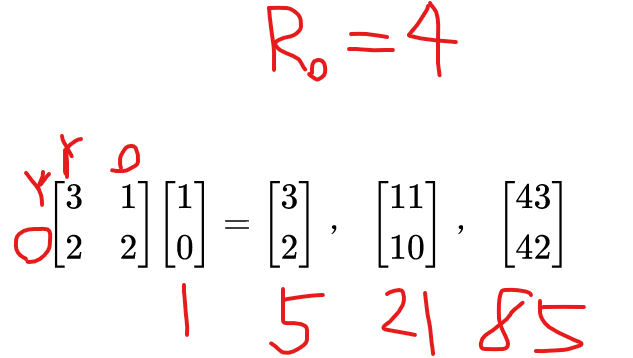 R₀ = 4
Y O
Y [3 1] [1] = [3] , [11] , [43]
O [2 2] [0] [2] [10] [42]
1 5 21 85